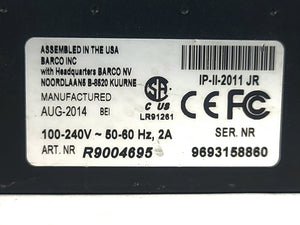 ASSEMBLED IN THE USA
BARCO INC
with Headquarters BARCO NV
NOORDLAAN5 B-8520 KUURNE
IP-II-2011 JR
MANUFACTURED
AUG-2014 BEI
C US
LR91261
FC
100-240V ~ 50-60 Hz, 2A
SER. NR
ART. NR R9004695
9693158860